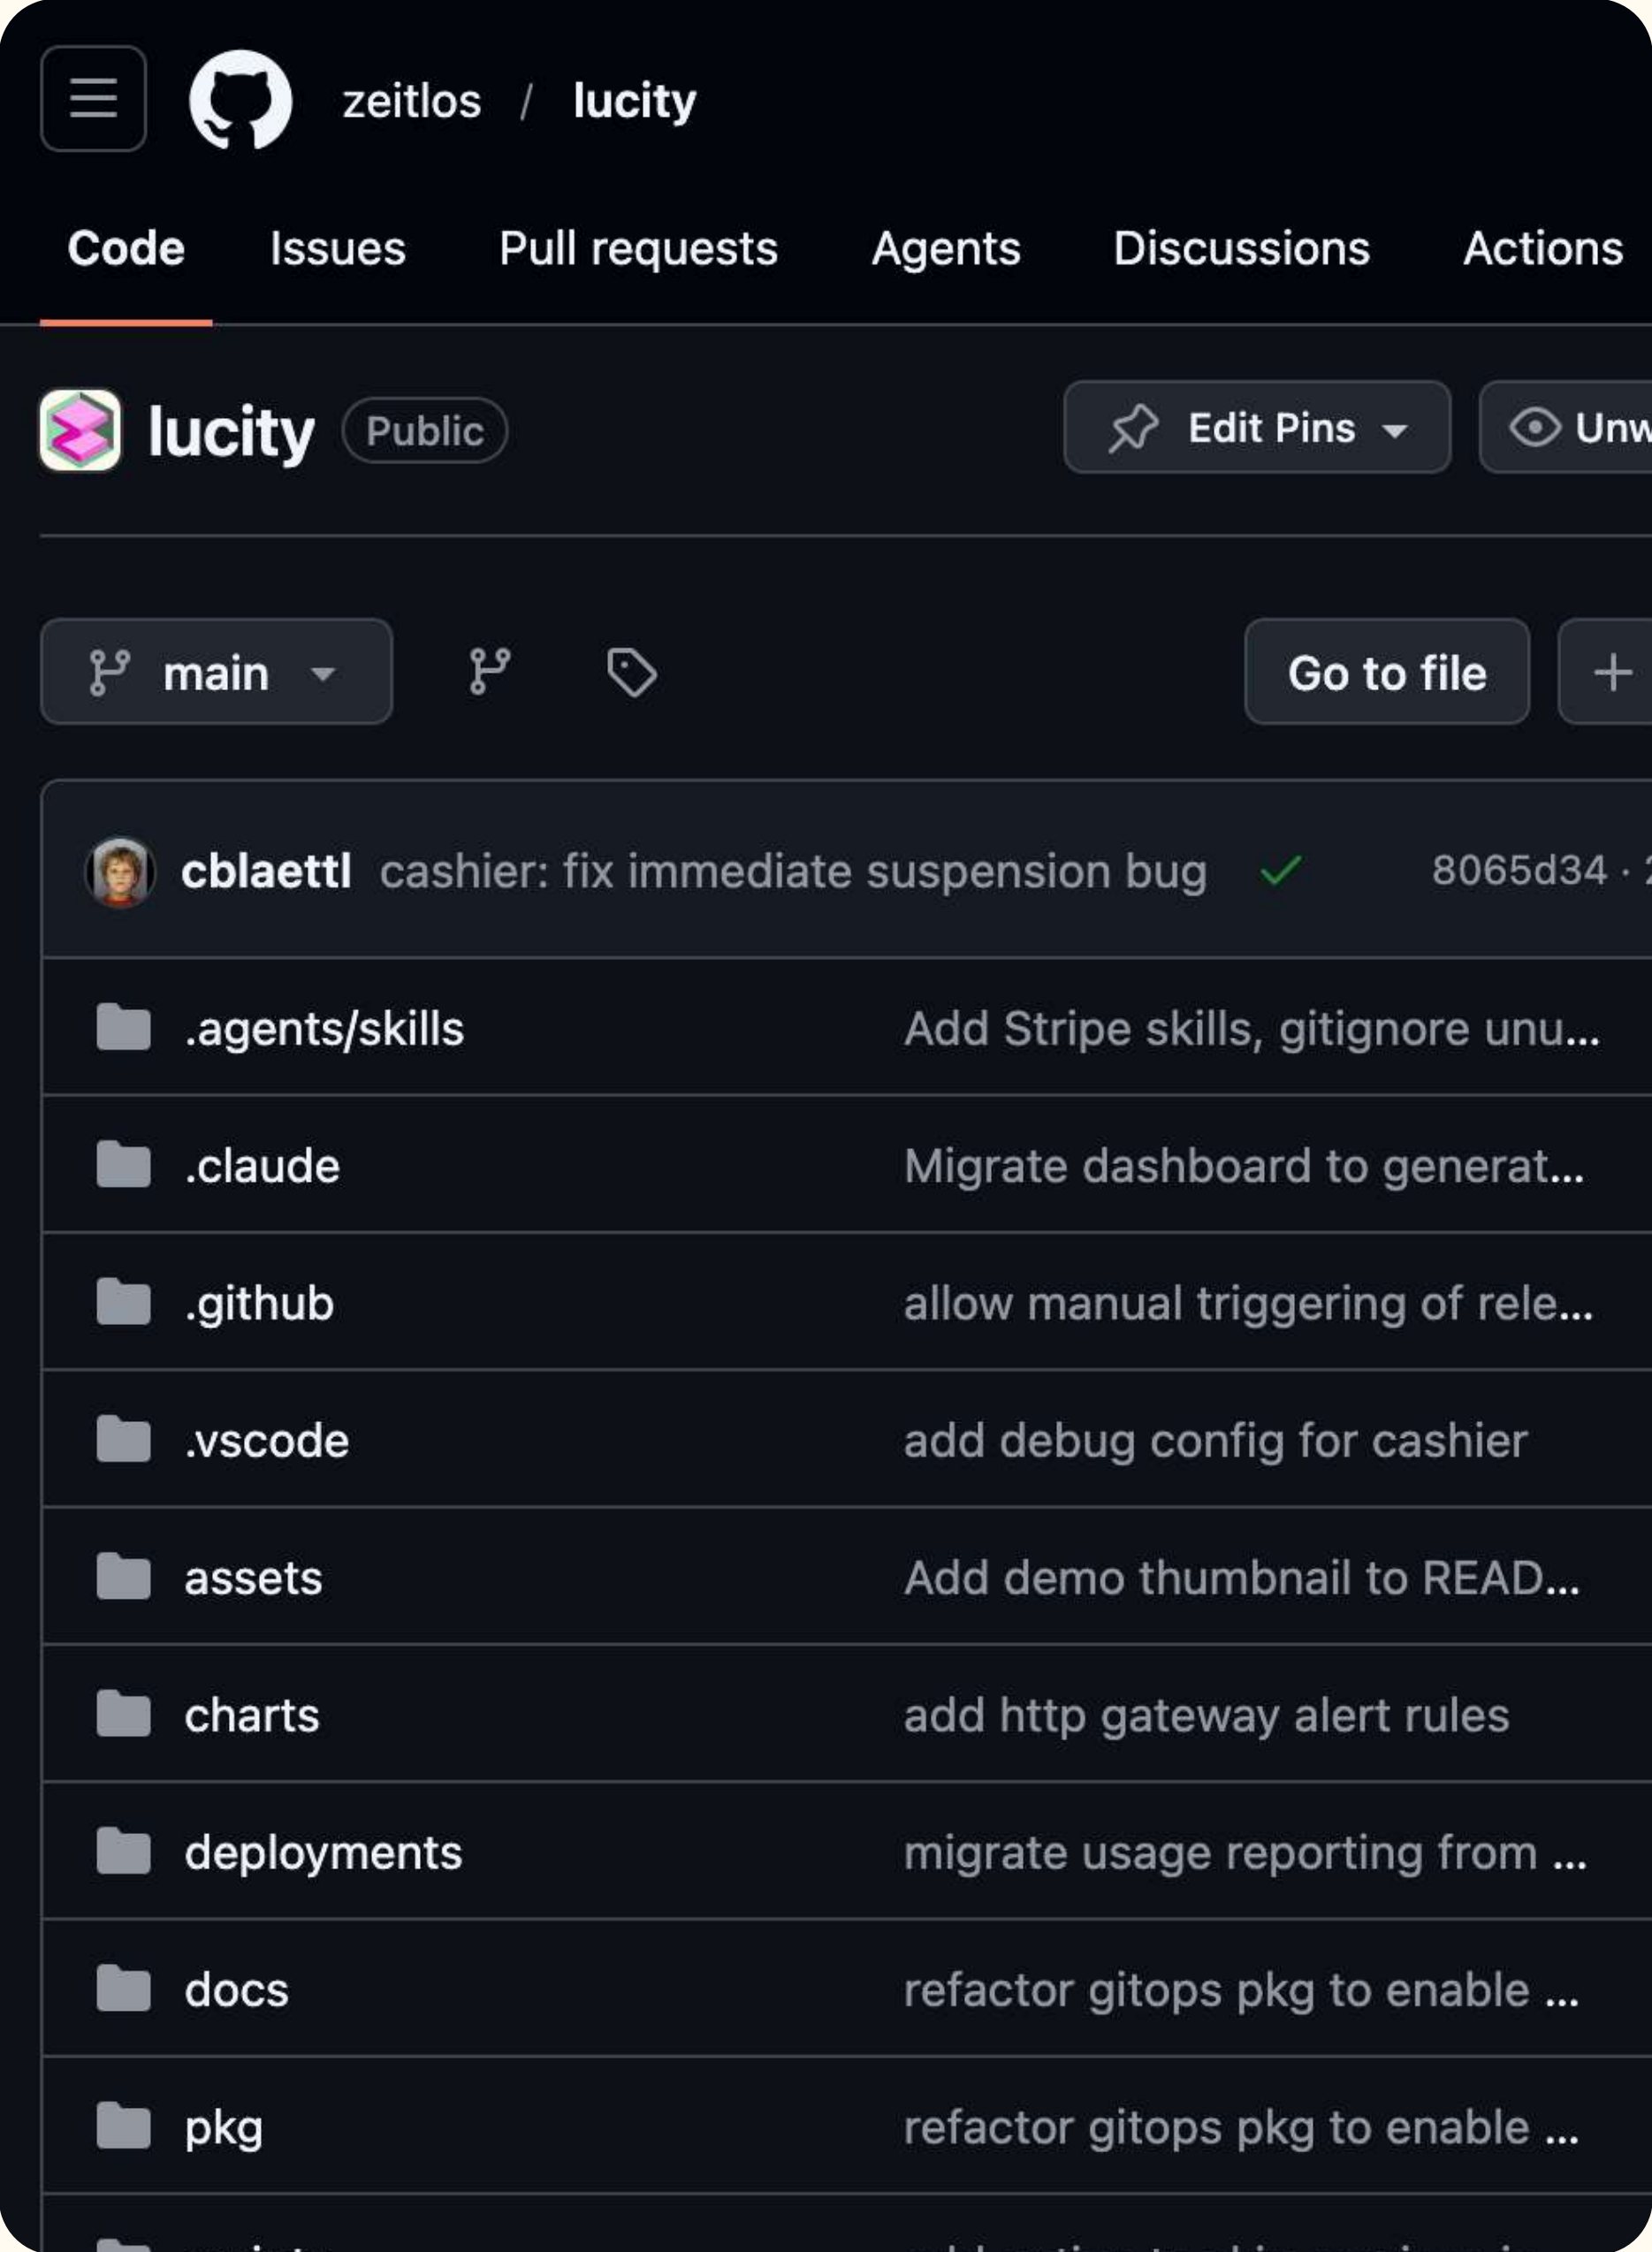 zeitlos / lucity
Code Issues Pull requests Agents Discussions Actions
lucity Public Edit Pins
main Go to file
cblaettl cashier: fix immediate suspension bug 8065d34 ·
.agents/skills Add Stripe skills, gitignore unu...
.claude Migrate dashboard to generat...
.github allow manual triggering of rele...
.vscode add debug config for cashier
assets Add demo thumbnail to READ...
charts add http gateway alert rules
deployments migrate usage reporting from ...
docs refactor gitops pkg to enable ...
pkg refactor gitops pkg to enable ...